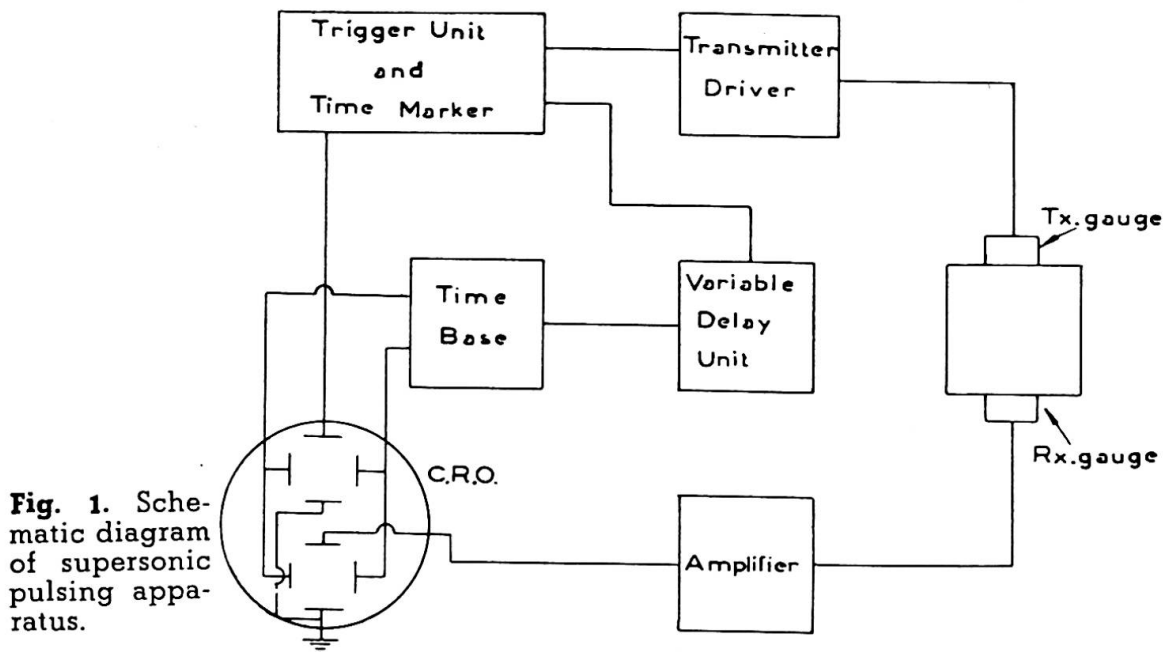 Trigger Unit
and
Time Marker
Transmitter
Driver
Tx. gauge
Time
Base
Variable
Delay
Unit
Rx. gauge
C.R.O.
Amplifier
Fig. 1. Sche-
matic diagram
of supersonic
pulsing appa-
ratus.